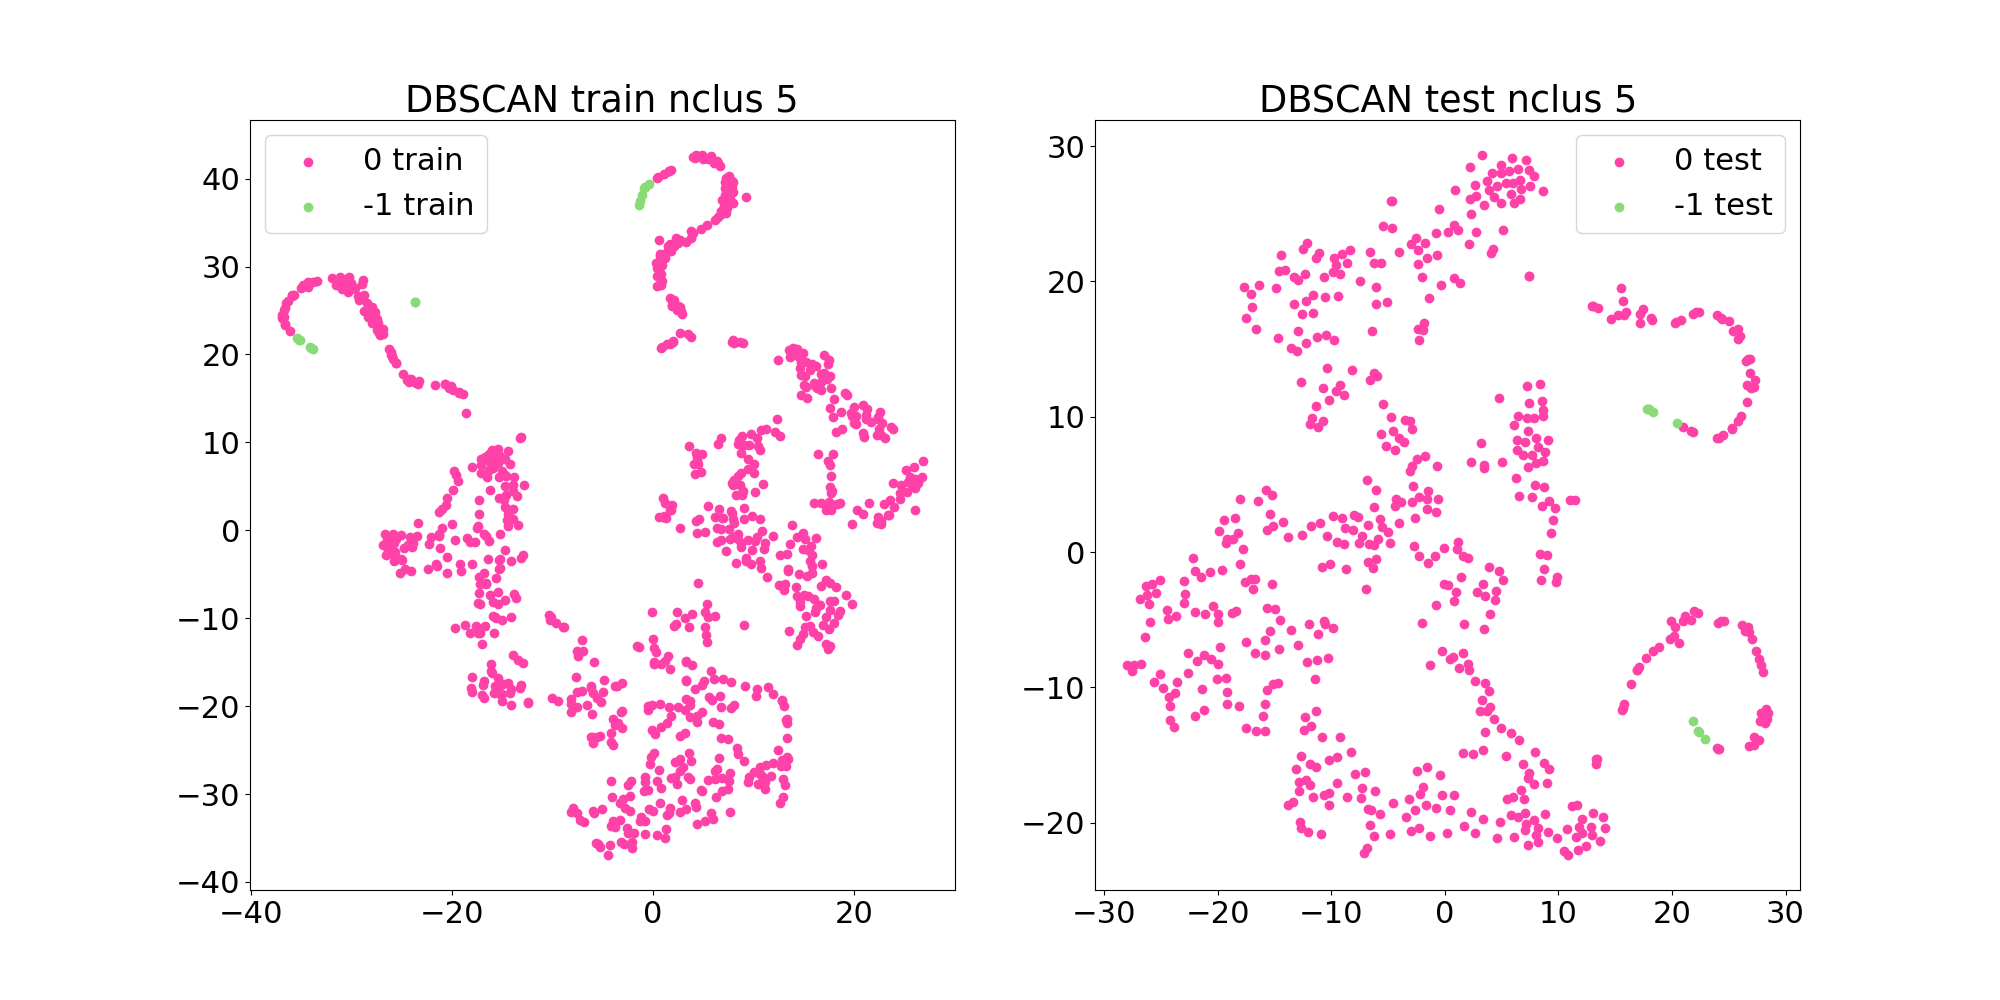 DBSCAN train nclus 5
0 train
-1 train
40
30
20
10
0
−10
−20
−30
−40
−40 −20 0 20
DBSCAN test nclus 5
0 test
-1 test
30
20
10
0
−10
−20
−30 −20 −10 0 10 20 30